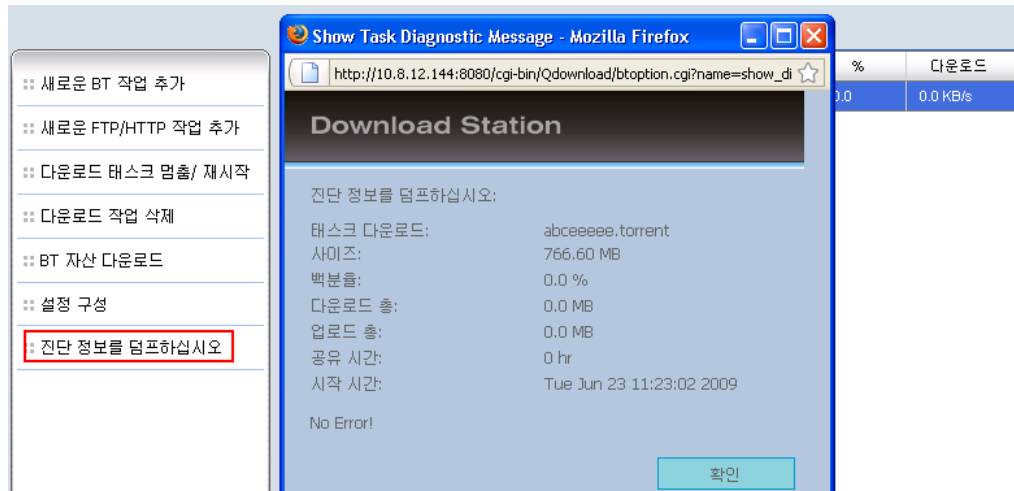 새로운 BT 작업 추가
새로운 FTP/HTTP 작업 추가
다운로드 태스크 멈춤/ 재시작
다운로드 작업 삭제
BT 자산 다운로드
설정 구성
진단 정보를 덤프하십시오
Show Task Diagnostic Message - Mozilla Firefox
http://10.8.12.144:8080/cgi-bin/Qdownload/btoption.cgi?name=show_di
Download Station
진단 정보를 덤프하십시오:
태스크 다운로드: abceeeee.torrent
사이즈: 766.60 MB
백분율: 0.0 %
다운로드 총: 0.0 MB
업로드 총: 0.0 MB
공유 시간: 0 hr
시작 시간: Tue Jun 23 11:23:02 2009
No Error!
확인
% 다운로드
0.0 KB/s